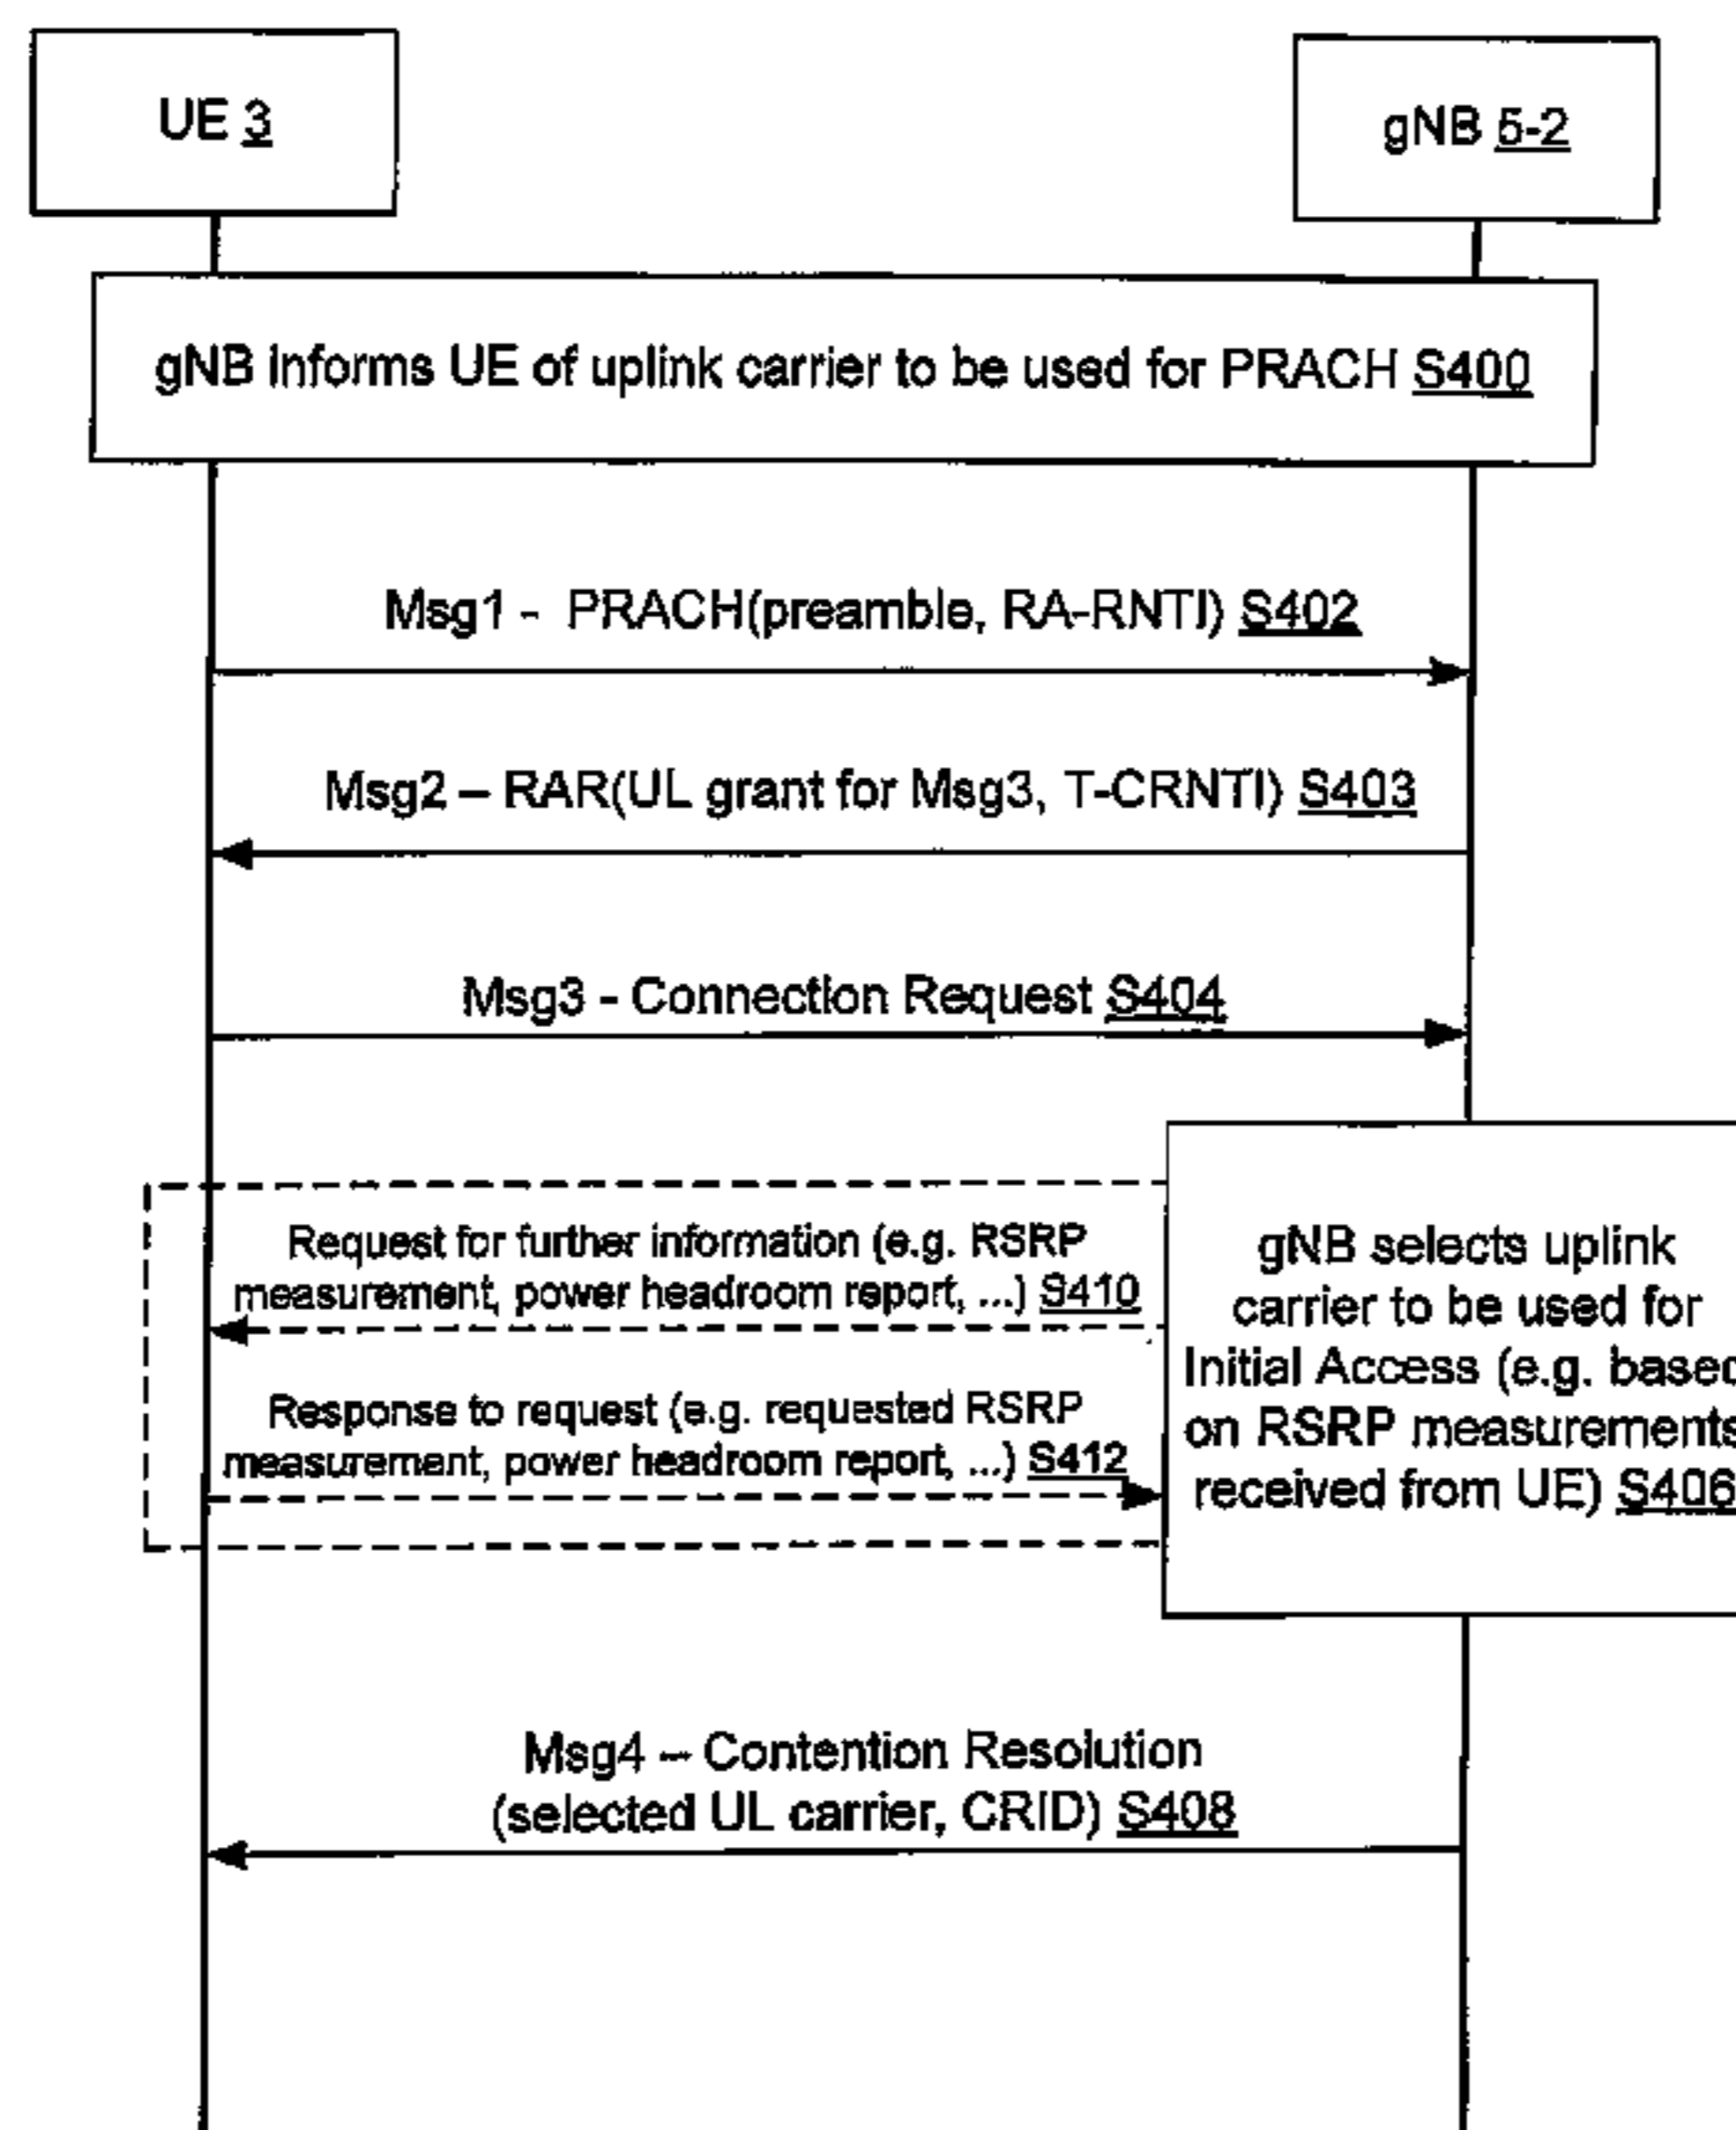 UE 3
gNB 5-2
gNB informs UE of uplink carrier to be used for PRACH S400
Msg1 - PRACH(preamble, RA-RNTI) S402
Msg2 – RAR(UL grant for Msg3, T-CRNTI) S403
Msg3 - Connection Request S404
Request for further information (e.g. RSRP
measurement, power headroom report, ...) S410
Response to request (e.g. requested RSRP
measurement, power headroom report, ...) S412
gNB selects uplink
carrier to be used for
Initial Access (e.g. based
on RSRP measurements
received from UE) S406
Msg4 – Contention Resolution
(selected UL carrier, CRID) S408